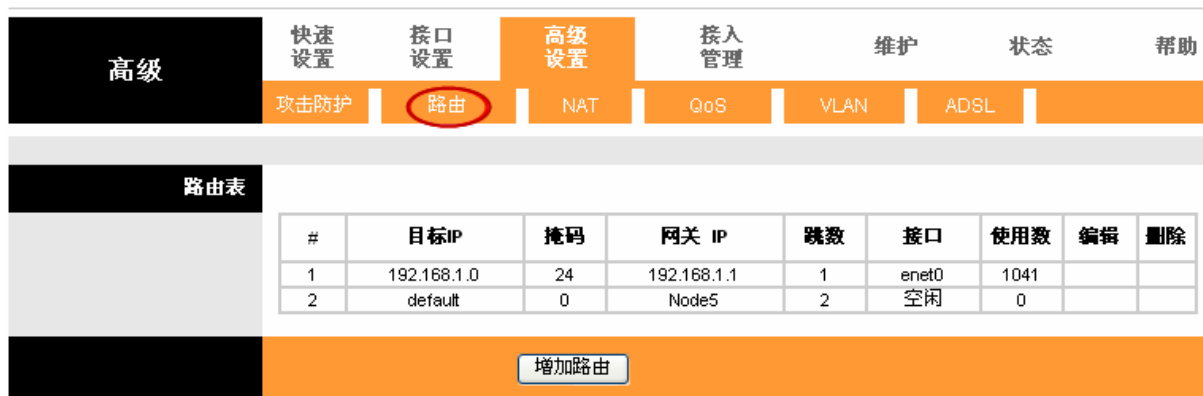 高级
快速设置 接口设置 高级设置 接入管理 维护 状态 帮助
攻击防护 路由 NAT QoS VLAN ADSL
路由表
# 目标IP 掩码 网关 IP 跳数 接口 使用数 编辑 删除
1 192.168.1.0 24 192.168.1.1 1 enet0 1041
2 default 0 Node5 2 空闲 0
增加路由